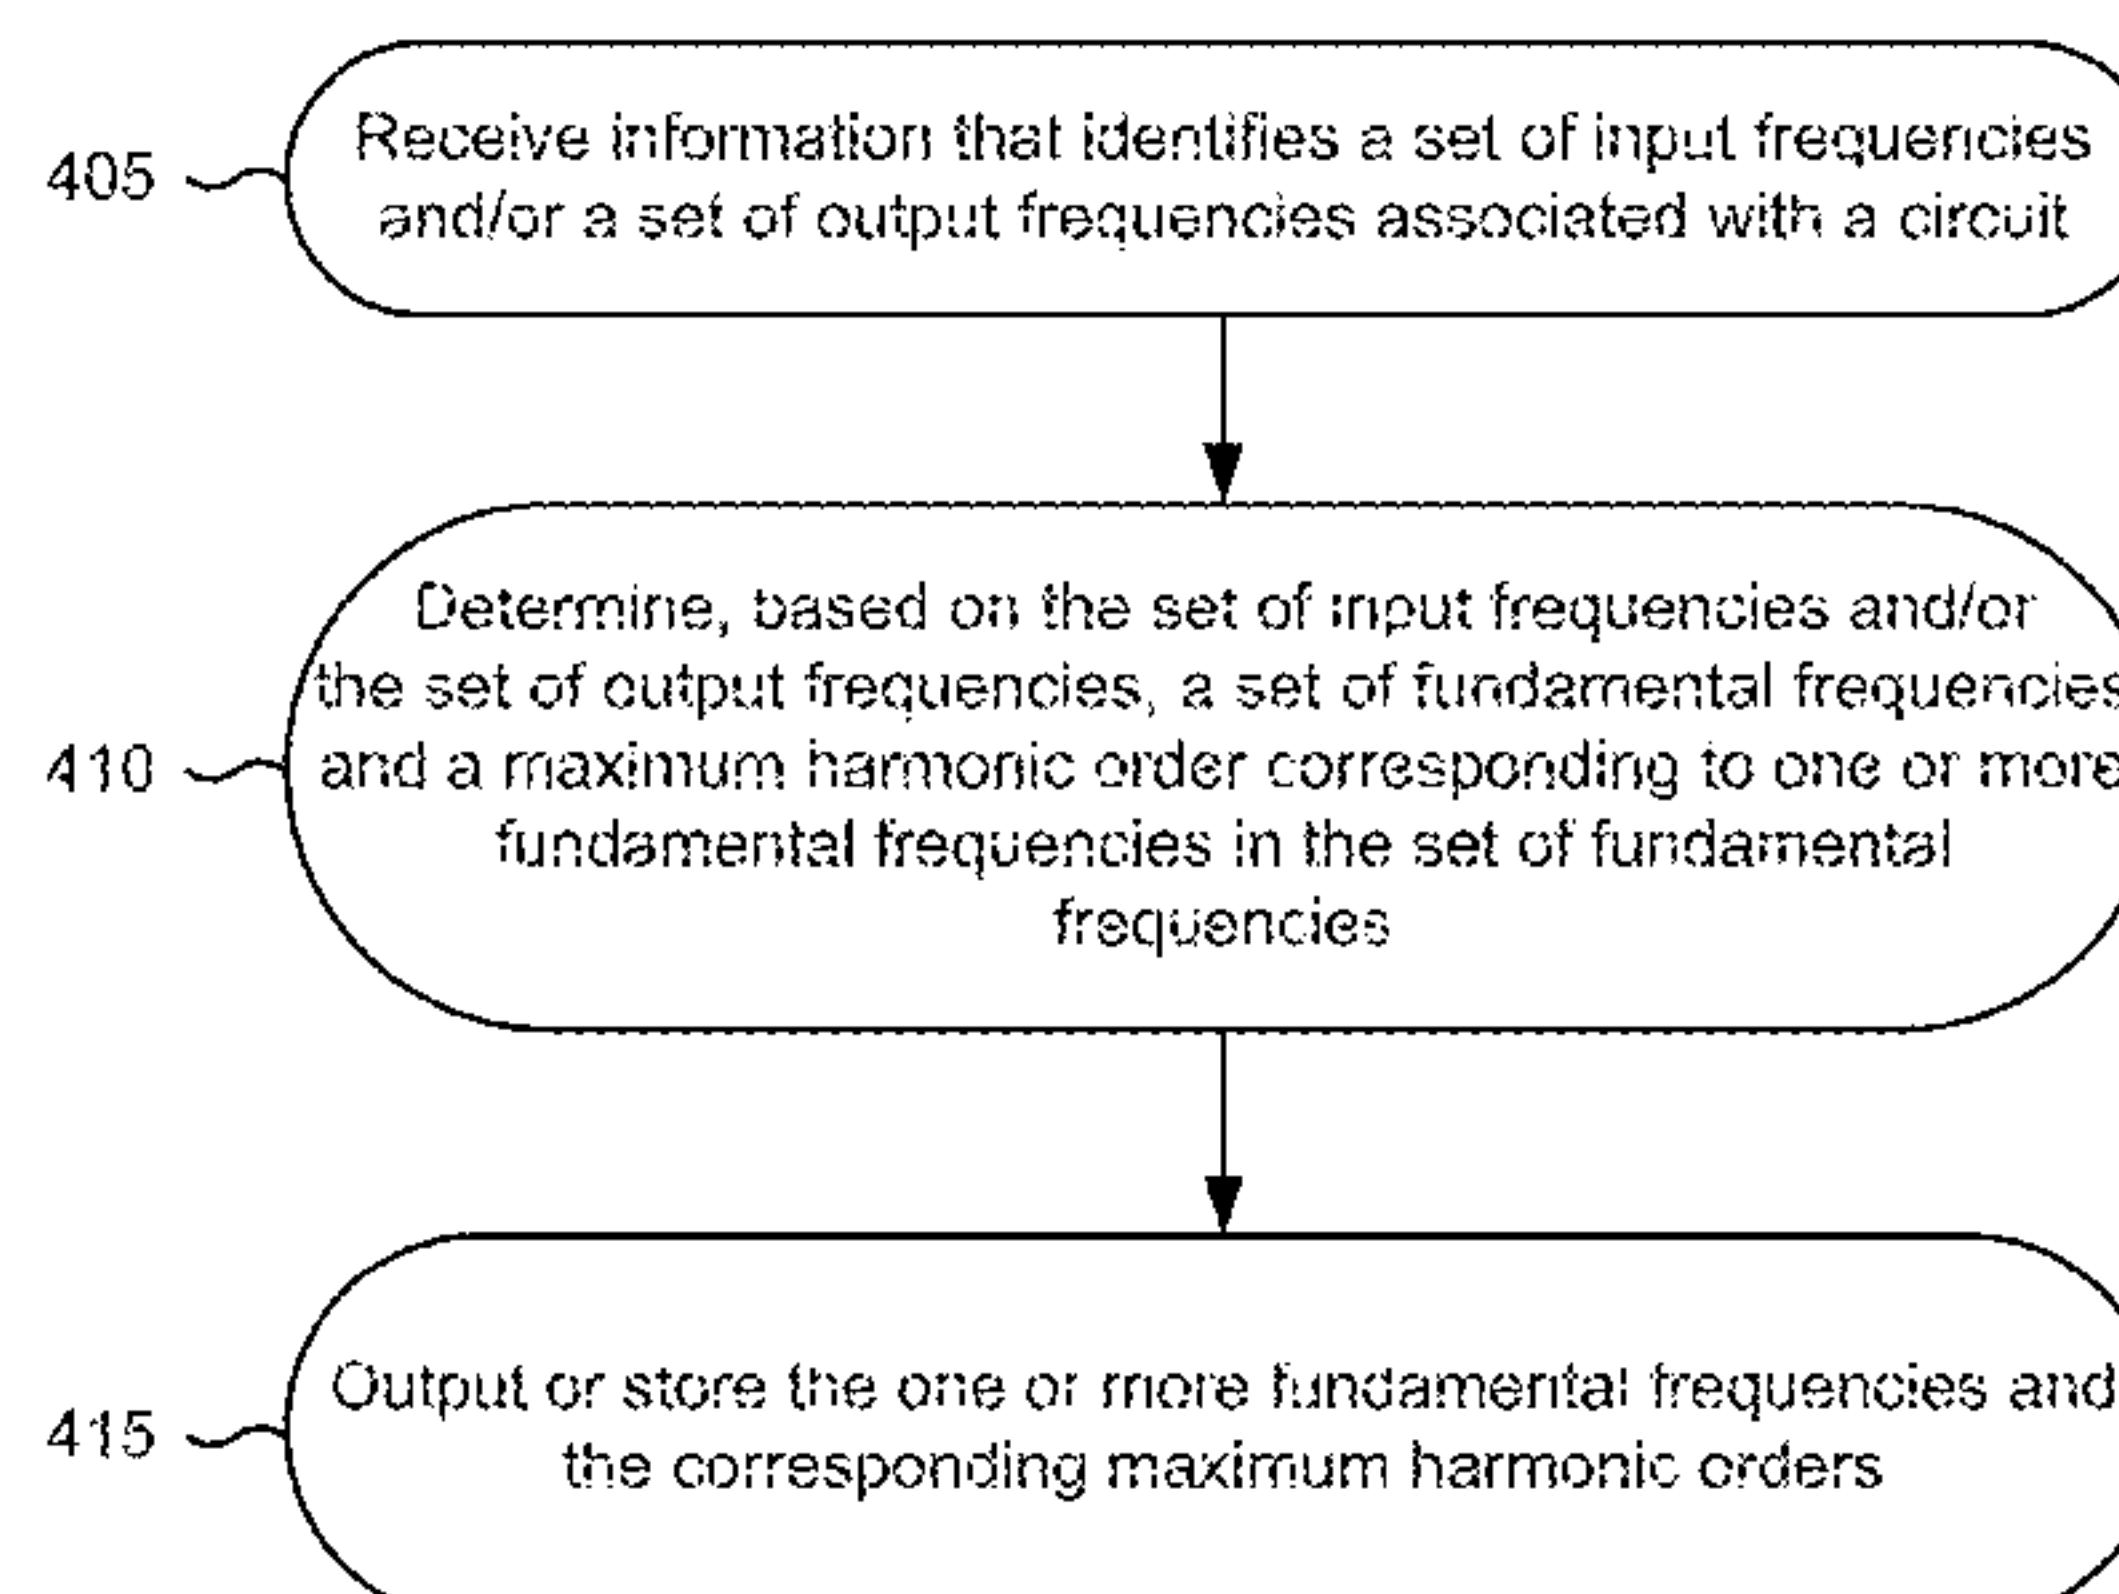 405
Receive information that identifies a set of input frequencies
and/or a set of output frequencies associated with a circuit
410
Determine, based on the set of input frequencies and/or
the set of output frequencies, a set of fundamental frequencies
and a maximum harmonic order corresponding to one or more
fundamental frequencies in the set of fundamental
frequencies
415
Output or store the one or more fundamental frequencies and
the corresponding maximum harmonic orders